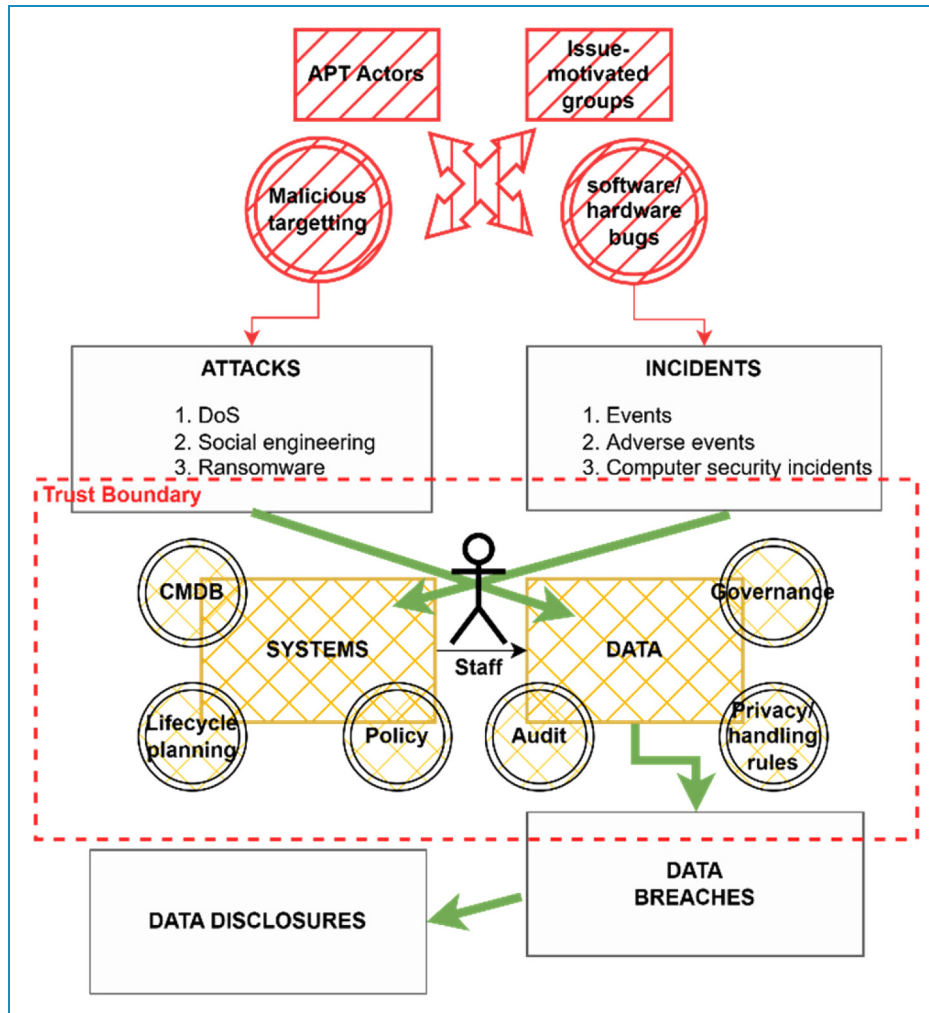 APT Actors
Issue-
motivated
groups
Malicious
targetting
software/
hardware
bugs
ATTACKS
1. DoS
2. Social engineering
3. Ransomware
INCIDENTS
1. Events
2. Adverse events
3. Computer security incidents
Trust Boundary
CMDB
Governance
SYSTEMS
DATA
Staff
Lifecycle
planning
Policy
Audit
Privacy/
handling
rules
DATA
BREACHES
DATA DISCLOSURES